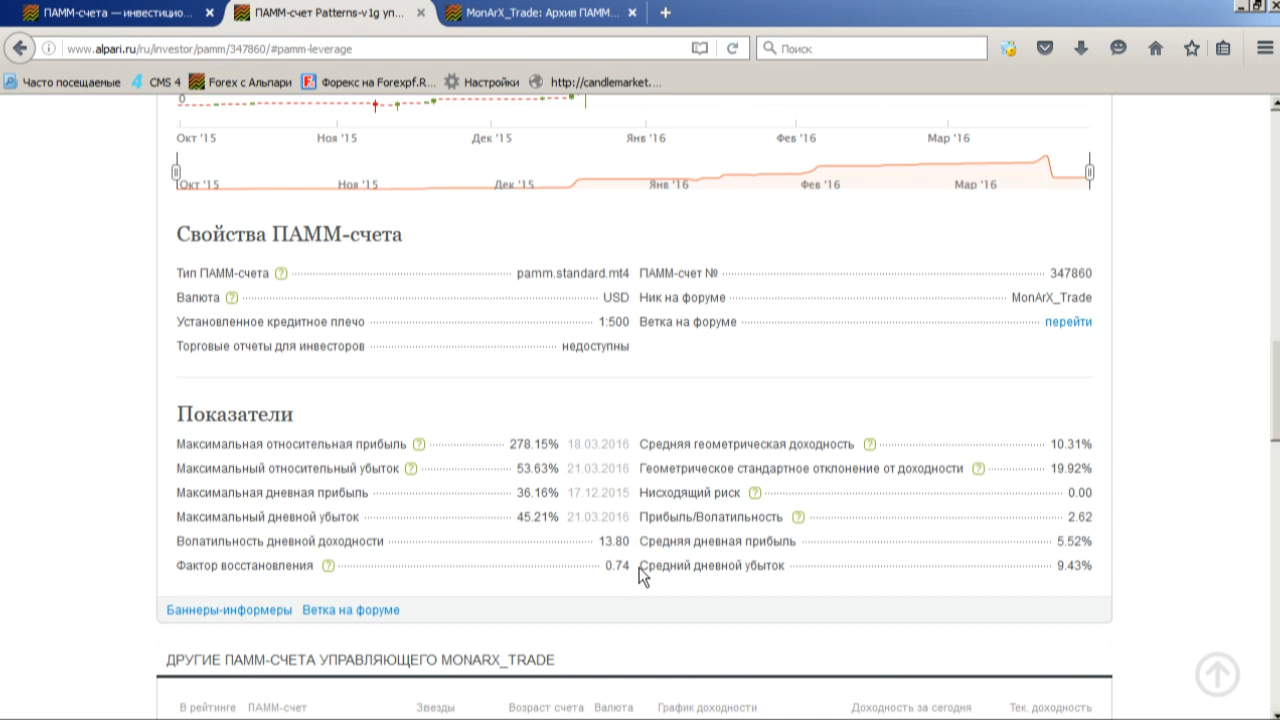 ПАММ-счета — инвестицио...
ПАММ-счет Patterns-v1g уп...
MonArX_Trade: Архив ПАММ...
www.alpari.ru/ru/investor/pamm/347860/#pamm-leverage
Поиск
Часто посещаемые
CMS 4
Forex с Альпари
Форекс на Forexpf.R...
Настройки
http://candlemarket....
0
Окт '15 Ноя '15 Дек '15 Янв '16 Фев '16 Мар '16
Окт '15 Ноя '15 Дек '15 Янв '16 Фев '16 Мар '16
Свойства ПАММ-счета
Тип ПАММ-счета ? pamm.standard.mt4 ПАММ-счет № 347860
Валюта ? USD Ник на форуме MonArX_Trade
Установленное кредитное плечо 1:500 Ветка на форуме перейти
Торговые отчеты для инвесторов недоступны
Показатели
Максимальная относительная прибыль ? 278.15% 18.03.2016 Средняя геометрическая доходность ? 10.31%
Максимальный относительный убыток ? 53.63% 21.03.2016 Геометрическое стандартное отклонение от доходности ? 19.92%
Максимальная дневная прибыль 36.16% 17.12.2015 Нисходящий риск ? 0.00
Максимальный дневной убыток 45.21% 21.03.2016 Прибыль/Волатильность ? 2.62
Волатильность дневной доходности 13.80 Средняя дневная прибыль 5.52%
Фактор восстановления ? 0.74 Средний дневной убыток 9.43%
Баннеры-информеры Ветка на форуме
ДРУГИЕ ПАММ-СЧЕТА УПРАВЛЯЮЩЕГО MONARX_TRADE
В рейтинге ПАММ-счет Звезды Возраст счета Валюта График доходности Доходность за сегодня Тек. доходность